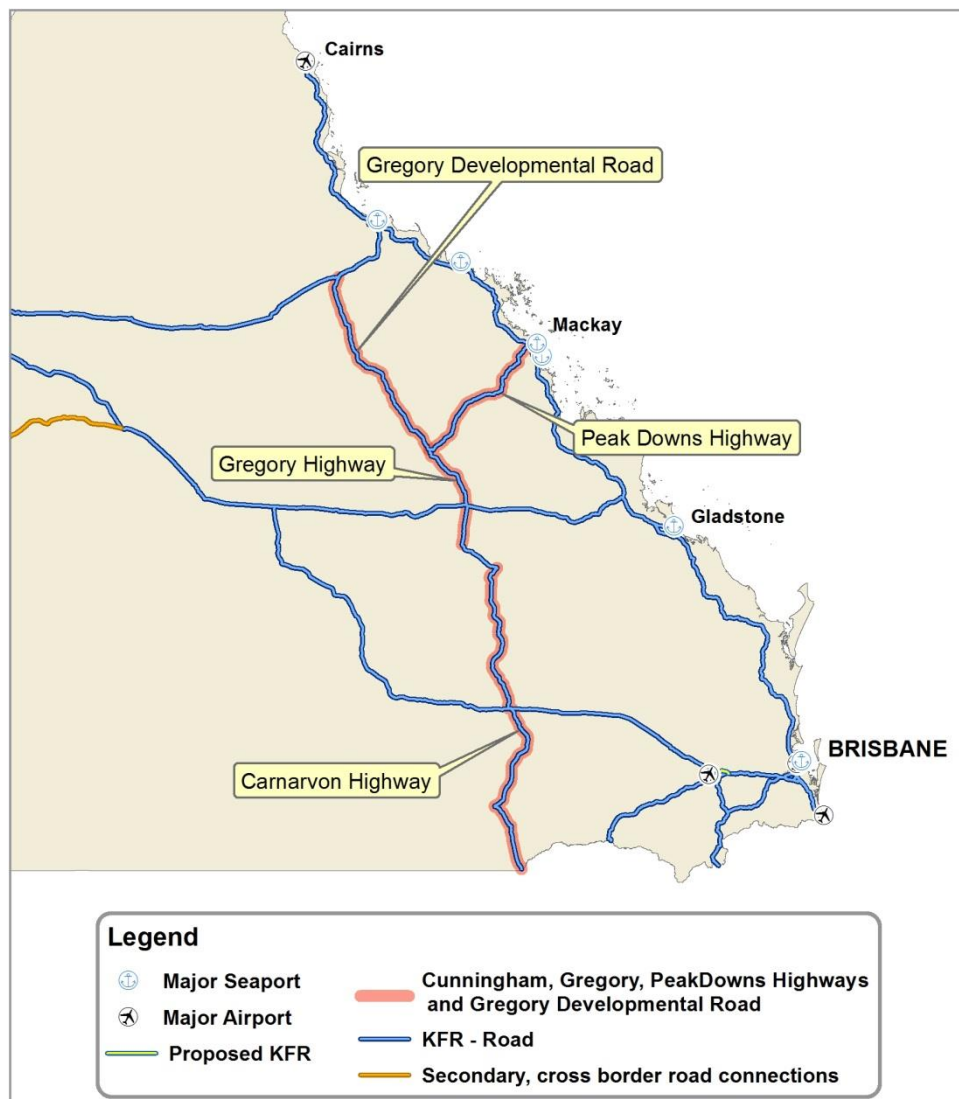 Cairns
Gregory Developmental Road
Mackay
Peak Downs Highway
Gregory Highway
Gladstone
BRISBANE
Carnarvon Highway
Legend
Major Seaport
Major Airport
Proposed KFR
Cunningham, Gregory, PeakDowns Highways
and Gregory Developmental Road
KFR - Road
Secondary, cross border road connections